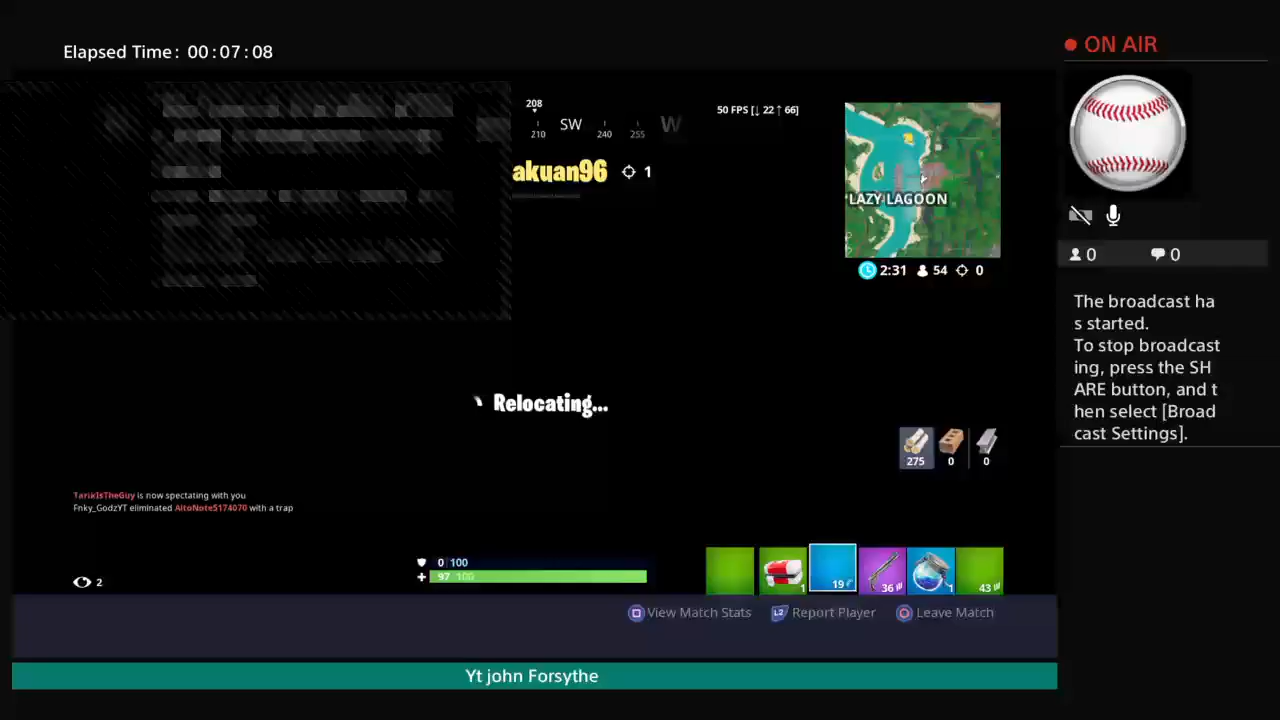 Elapsed Time: 00:07:08
ON AIR
208
210 SW 240 255 W
50 FPS [↓ 22 ↑ 66]
akuan96 1
LAZY LAGOON
2:31 54 0
0 0
The broadcast ha
s started.
To stop broadcast
ing, press the SH
ARE button, and t
hen select [Broad
cast Settings].
Relocating...
275 0 0
TarikIsTheGuy is now spectating with you
Fnky_GodzYT eliminated AltoNote5174070 with a trap
0 100
97 100
2
1 19 36 1 43
View Match Stats L2 Report Player Leave Match
Yt john Forsythe